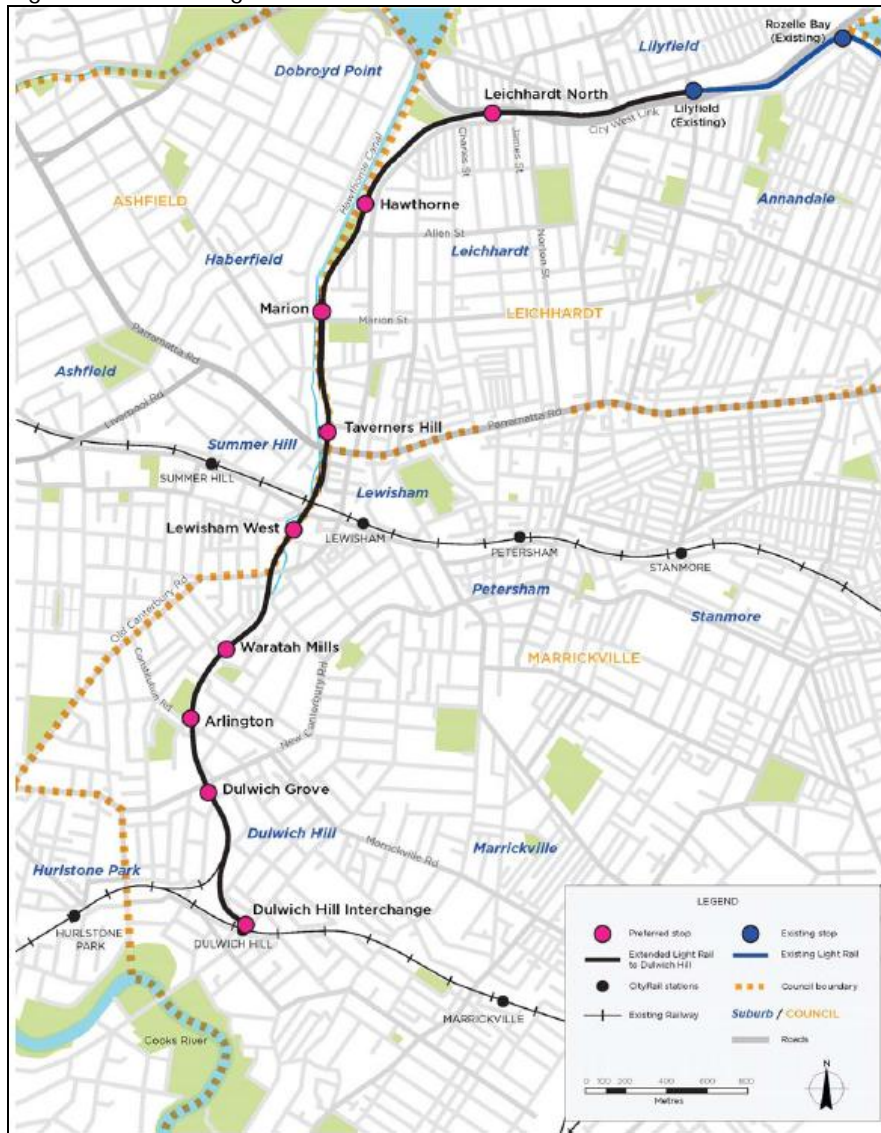 Rozelle Bay
(Existing)
Lilyfield
Dobroyd Point
Leichhardt North
Lilyfield
(Existing)
City West Link
Charles St
James St
Hawthorne Canal
ASHFIELD
Hawthorne
Annandale
Allen St
Leichhardt
Norton St
Haberfield
Marion
Marion St
LEICHHARDT
Parramatta Rd
Ashfield
Liverpool Rd
Taverners Hill
Parramatta Rd
Summer Hill
SUMMER HILL
Lewisham
Lewisham West
LEWISHAM
PETERSHAM
STANMORE
Old Canterbury Rd
Petersham
Stanmore
Waratah Mills
MARRICKVILLE
Constitution Rd
New Canterbury Rd
Arlington
Dulwich Grove
Dulwich Hill
Marrickville Rd
Marrickville
Hurlstone Park
Dulwich Hill Interchange
HURLSTONE
PARK
DULWICH HILL
MARRICKVILLE
Cooks River
LEGEND
Preferred stop
Existing stop
Extended Light Rail
to Dulwich Hill
Existing Light Rail
CityRail stations
Council boundary
Existing Railway
Suburb / COUNCIL
Roads
N
0 100 200 400 600 800
Metres